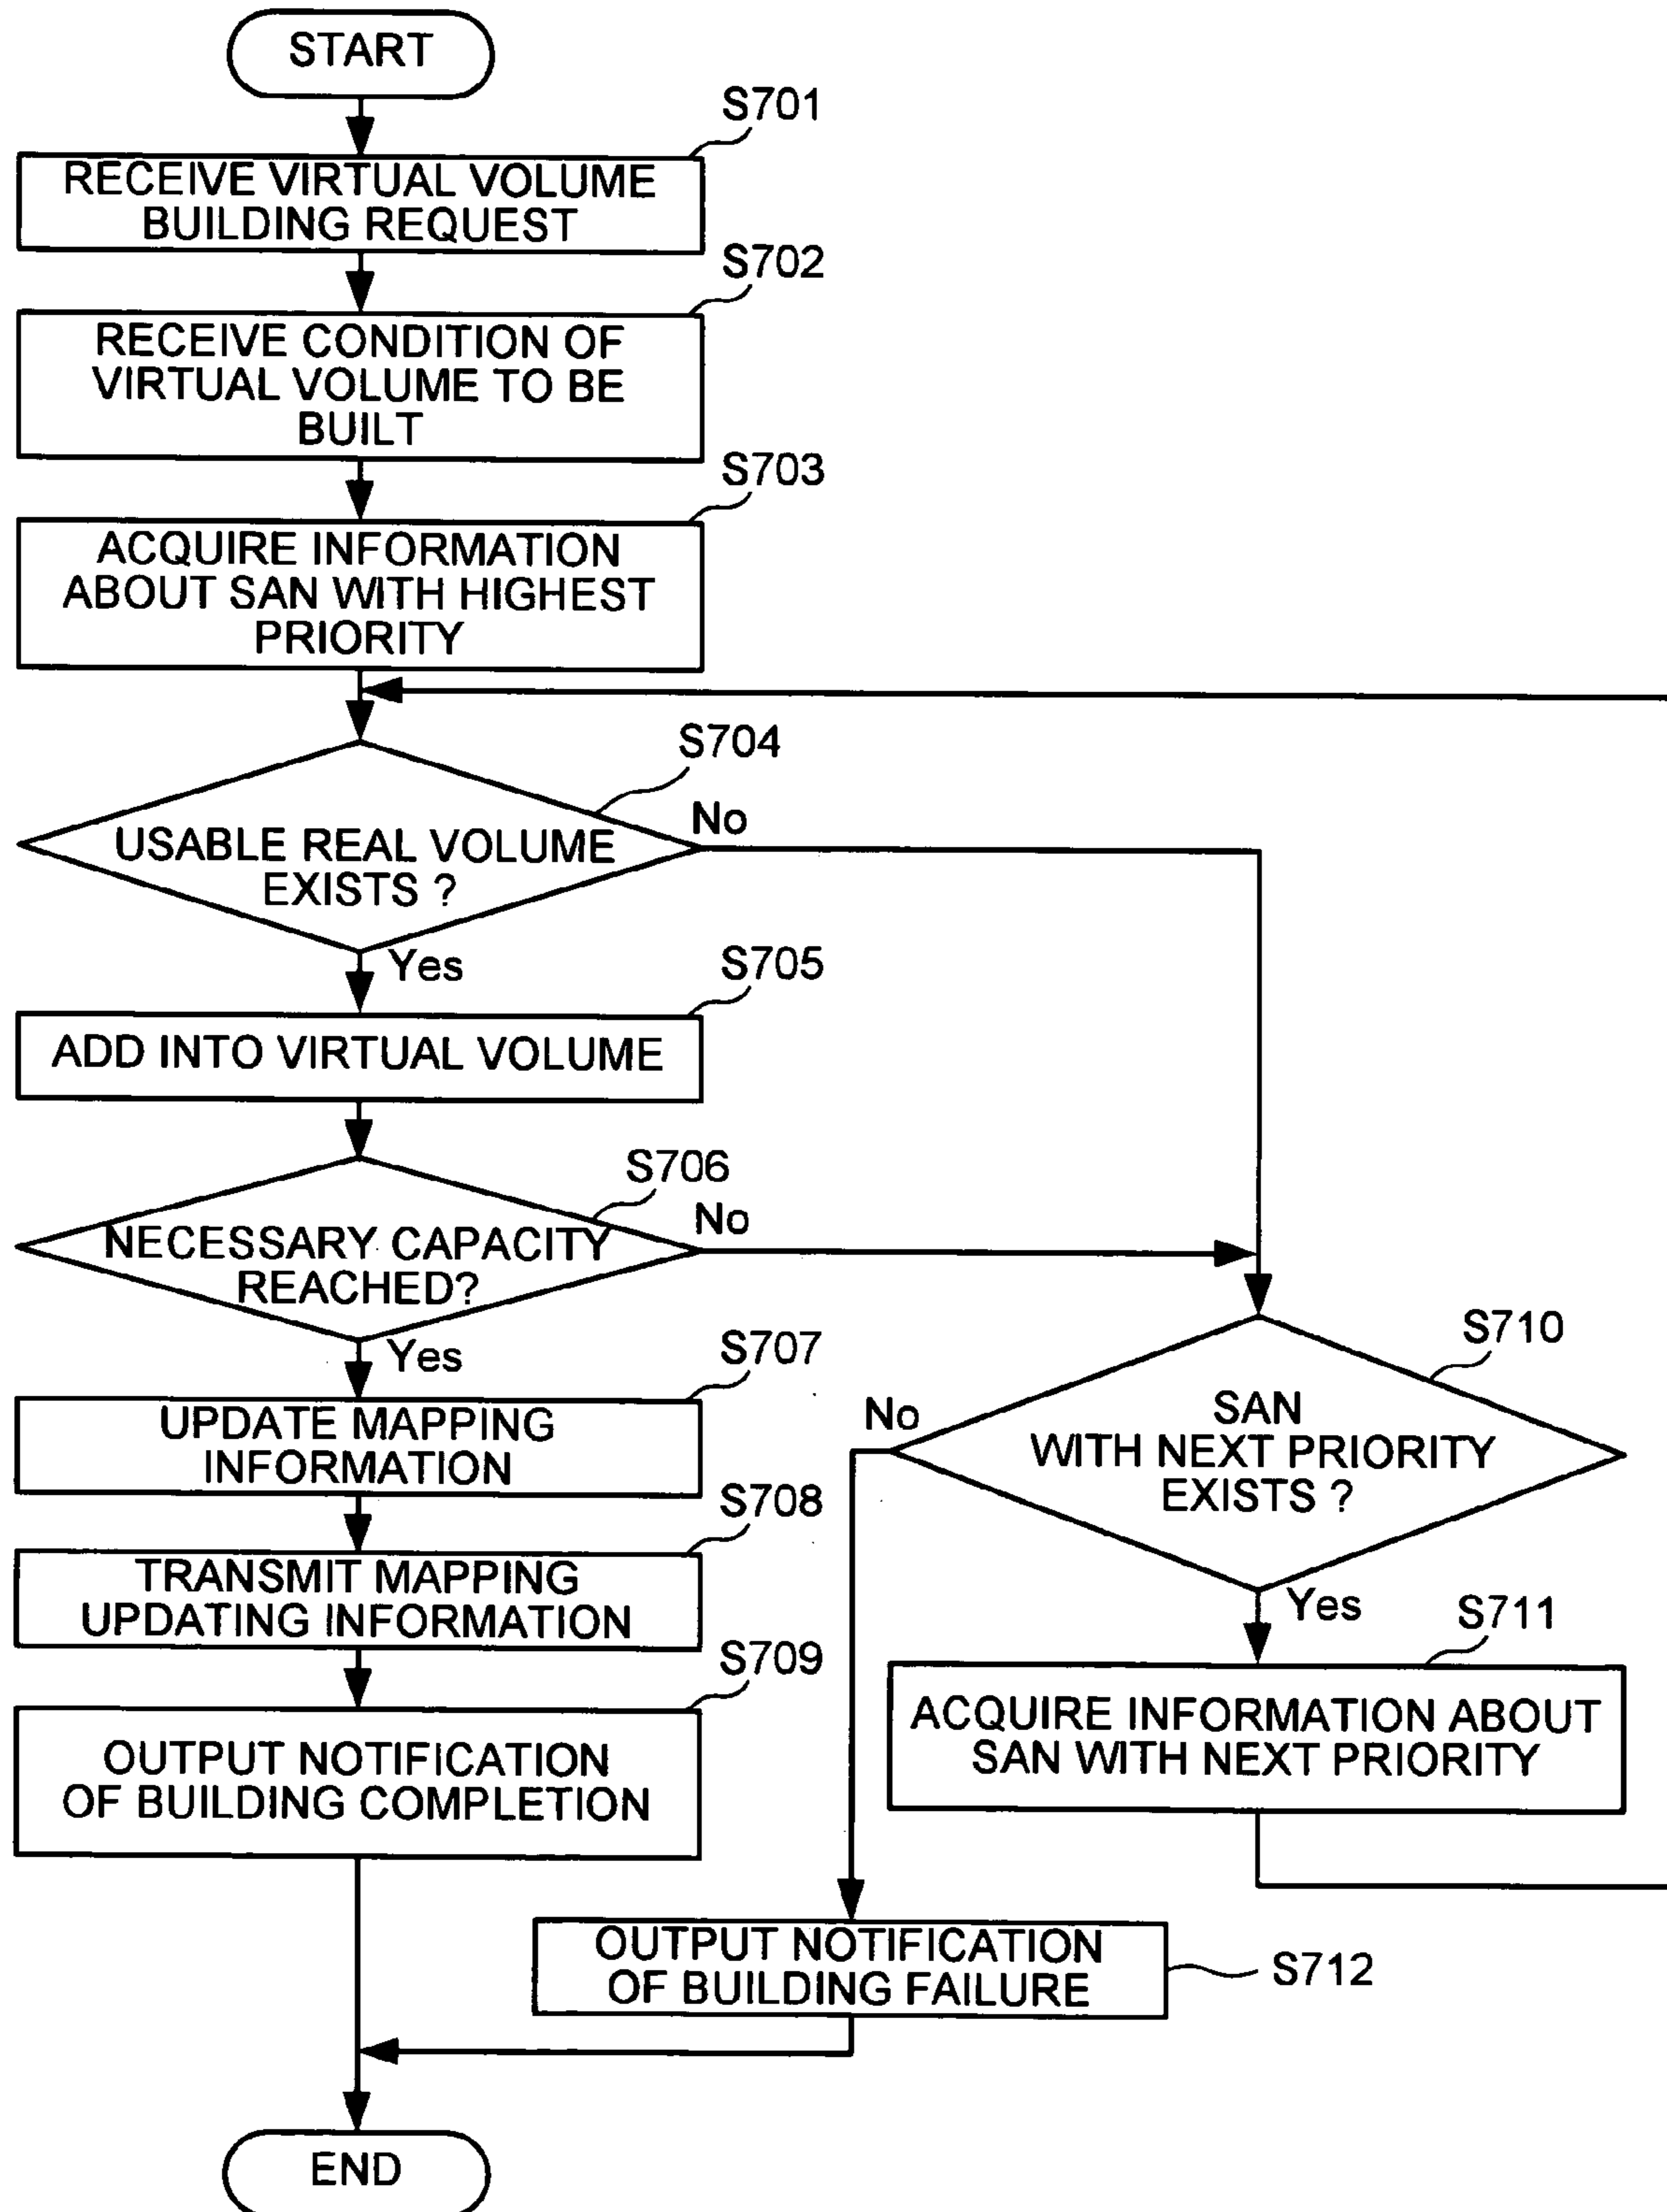 START
S701
RECEIVE VIRTUAL VOLUME
BUILDING REQUEST
S702
RECEIVE CONDITION OF
VIRTUAL VOLUME TO BE
BUILT
S703
ACQUIRE INFORMATION
ABOUT SAN WITH HIGHEST
PRIORITY
S704
USABLE REAL VOLUME
EXISTS ?
No
Yes
S705
ADD INTO VIRTUAL VOLUME
S706
NECESSARY CAPACITY
REACHED?
No
Yes
S707
UPDATE MAPPING
INFORMATION
S708
TRANSMIT MAPPING
UPDATING INFORMATION
S709
OUTPUT NOTIFICATION
OF BUILDING COMPLETION
S710
SAN
WITH NEXT PRIORITY
EXISTS ?
No
Yes
S711
ACQUIRE INFORMATION ABOUT
SAN WITH NEXT PRIORITY
OUTPUT NOTIFICATION
OF BUILDING FAILURE
S712
END